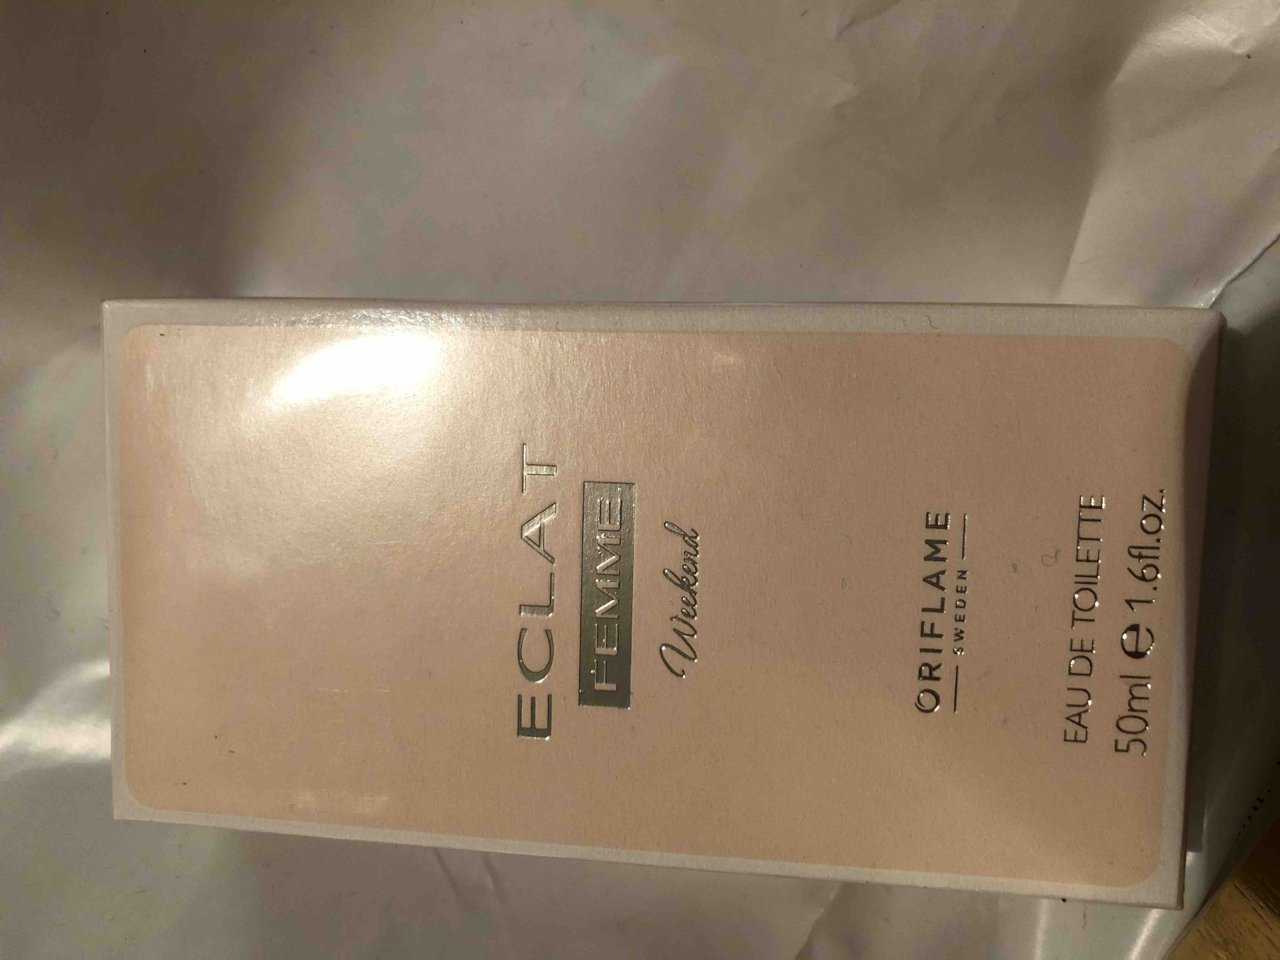 ECLAT
FEMME
Weekend
ORIFLAME
SWEDEN
EAU DE TOILETTE
50ml e 1.6fl.oz.